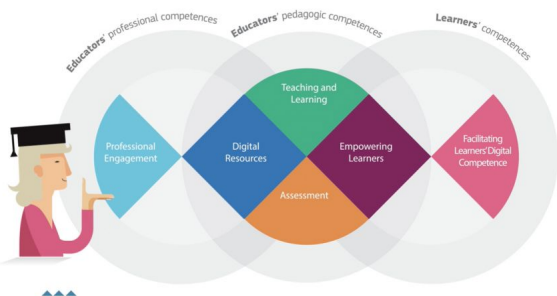 Educators' professional competences
Educators' pedagogic competences
Learners' competences
Professional
Engagement
Digital
Resources
Teaching and
Learning
Assessment
Empowering
Learners
Facilitating
Learners'Digital
Competence